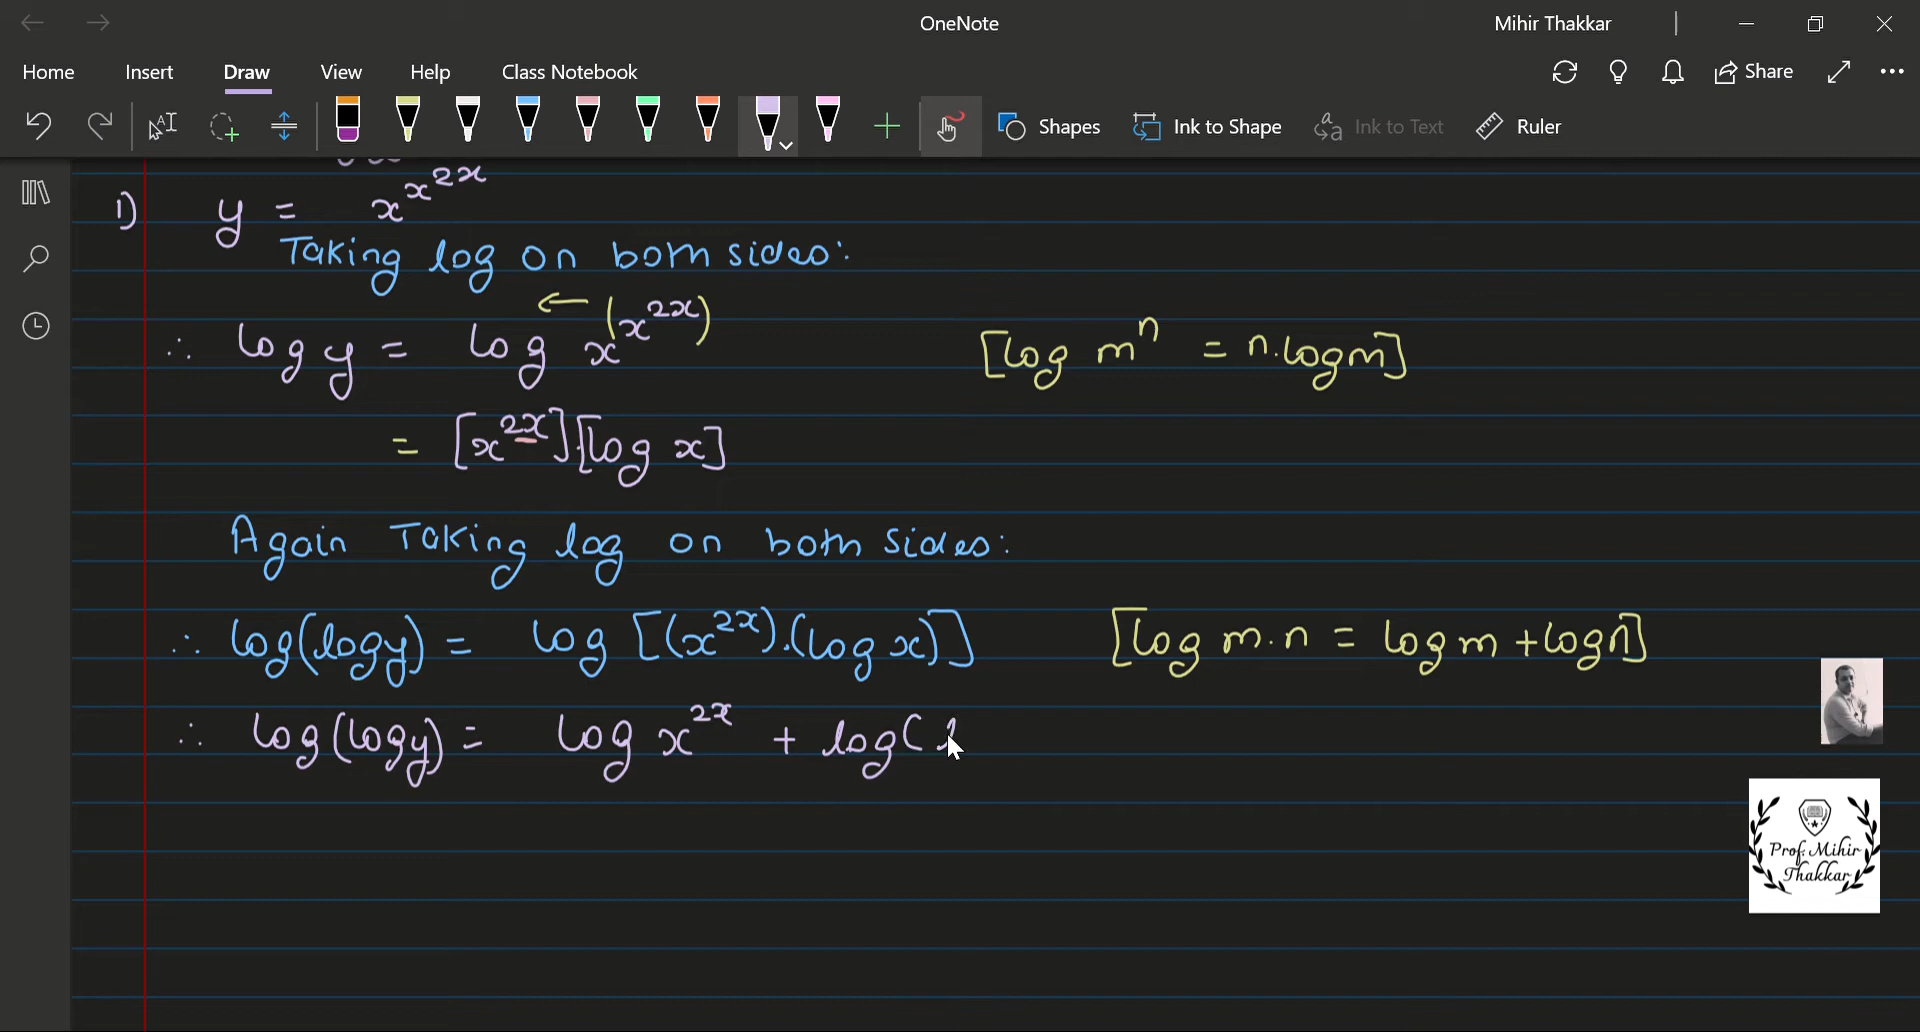 OneNote
Mihir Thakkar
Home Insert Draw View Help Class Notebook
Share
Shapes Ink to Shape Ink to Text Ruler
1) y = x^x^2x
Taking log on both sides:
∴ log y = log x^(x^2x) [log m^n = n.log m]
= [x^2x].[log x]
Again Taking log on both sides:
∴ log(log y) = log [(x^2x).(log x)] [log m.n = log m + log n]
∴ log(log y) = log x^2x + log( l
Prof. Mihir
Thakkar